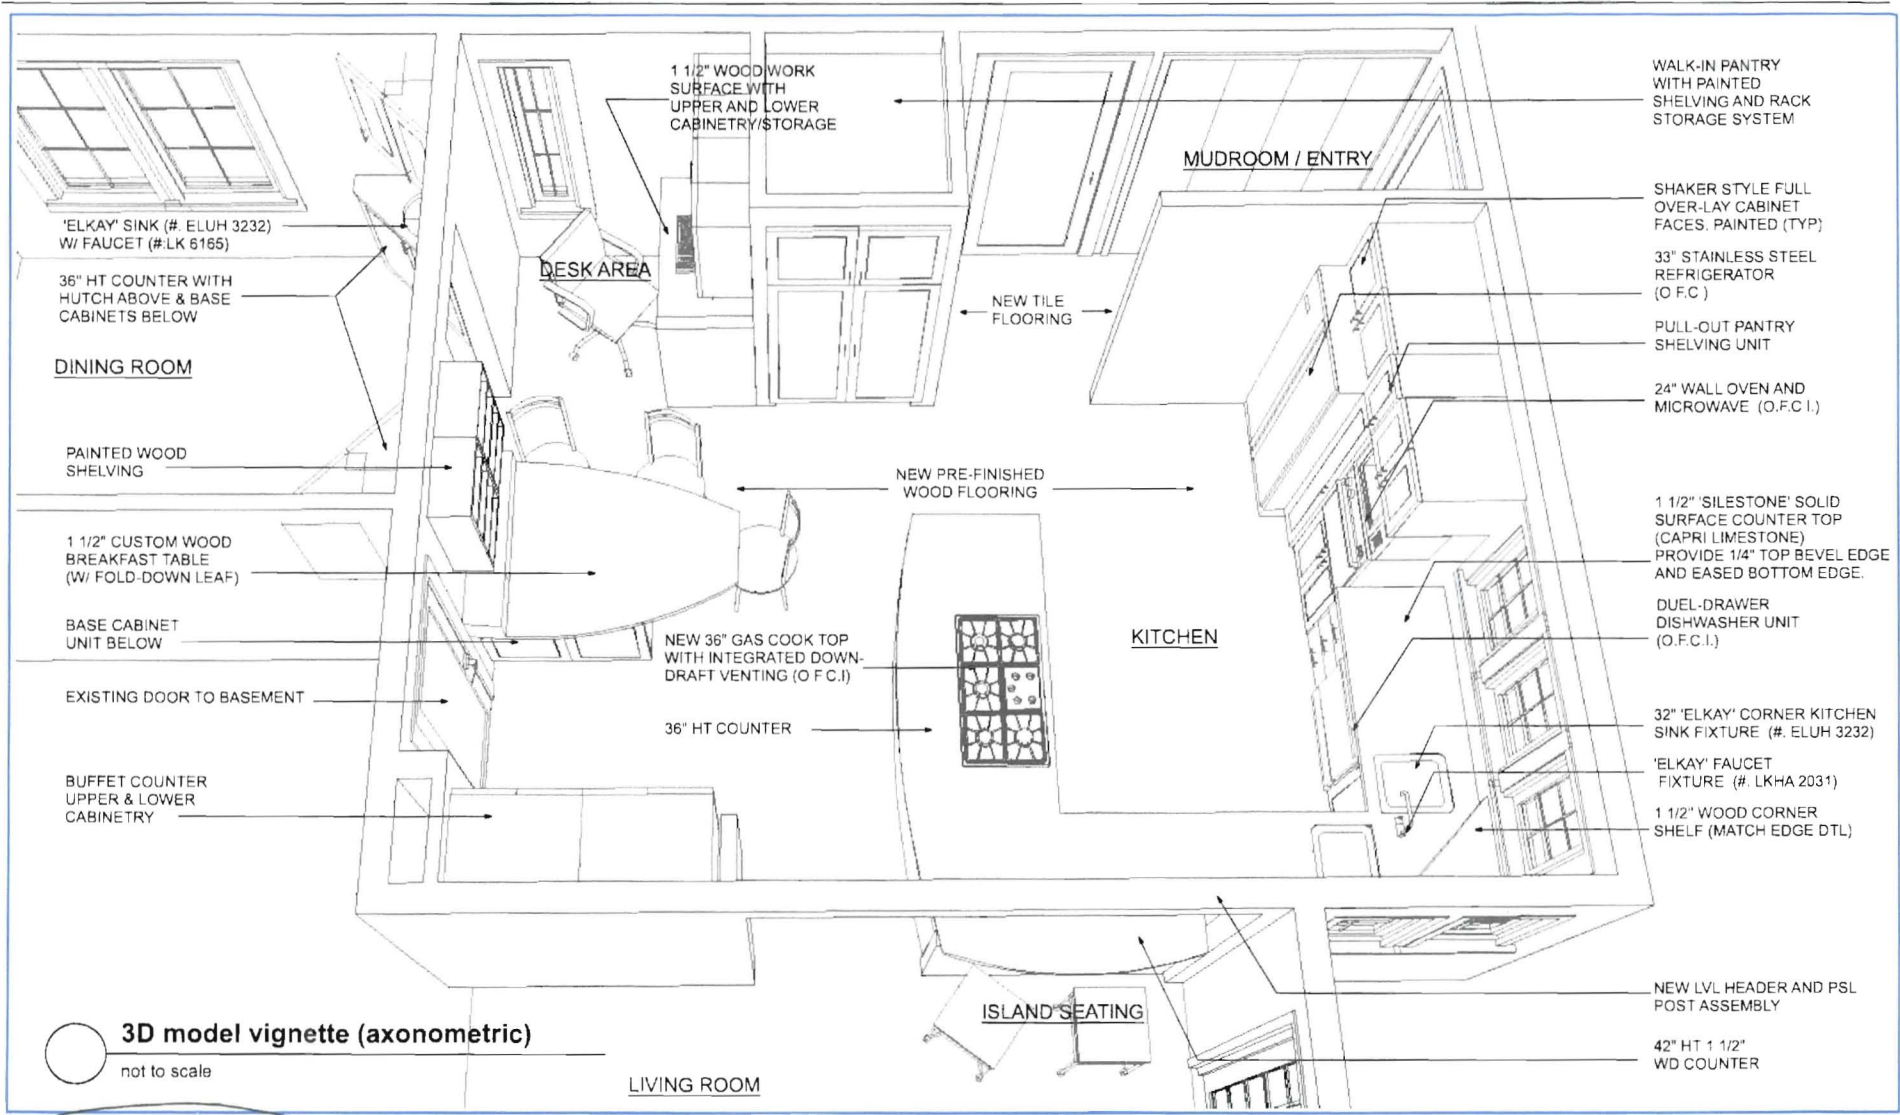 1 1/2" WOOD WORK
SURFACE WITH
UPPER AND LOWER
CABINETRY/STORAGE
WALK-IN PANTRY
WITH PAINTED
SHELVING AND RACK
STORAGE SYSTEM
MUDROOM / ENTRY
SHAKER STYLE FULL
OVER-LAY CABINET
FACES. PAINTED (TYP)
'ELKAY' SINK (#. ELUH 3232)
W/ FAUCET (#:LK 6165)
36" HT COUNTER WITH
HUTCH ABOVE & BASE
CABINETS BELOW
DESK AREA
33" STAINLESS STEEL
REFRIGERATOR
(O F.C )
NEW TILE
FLOORING
PULL-OUT PANTRY
SHELVING UNIT
DINING ROOM
24" WALL OVEN AND
MICROWAVE (O.F.C I.)
PAINTED WOOD
SHELVING
NEW PRE-FINISHED
WOOD FLOORING
1 1/2" 'SILESTONE' SOLID
SURFACE COUNTER TOP
(CAPRI LIMESTONE)
PROVIDE 1/4" TOP BEVEL EDGE
AND EASED BOTTOM EDGE.
1 1/2" CUSTOM WOOD
BREAKFAST TABLE
(W/ FOLD-DOWN LEAF)
BASE CABINET
UNIT BELOW
NEW 36" GAS COOK TOP
WITH INTEGRATED DOWN-
DRAFT VENTING (O F C.I)
KITCHEN
DUEL-DRAWER
DISHWASHER UNIT
(O.F.C.I.)
EXISTING DOOR TO BASEMENT
36" HT COUNTER
32" 'ELKAY' CORNER KITCHEN
SINK FIXTURE (#. ELUH 3232)
'ELKAY' FAUCET
FIXTURE (#. LKHA 2031)
BUFFET COUNTER
UPPER & LOWER
CABINETRY
1 1/2" WOOD CORNER
SHELF (MATCH EDGE DTL)
NEW LVL HEADER AND PSL
POST ASSEMBLY
ISLAND SEATING
42" HT 1 1/2"
WD COUNTER
3D model vignette (axonometric)
not to scale
LIVING ROOM